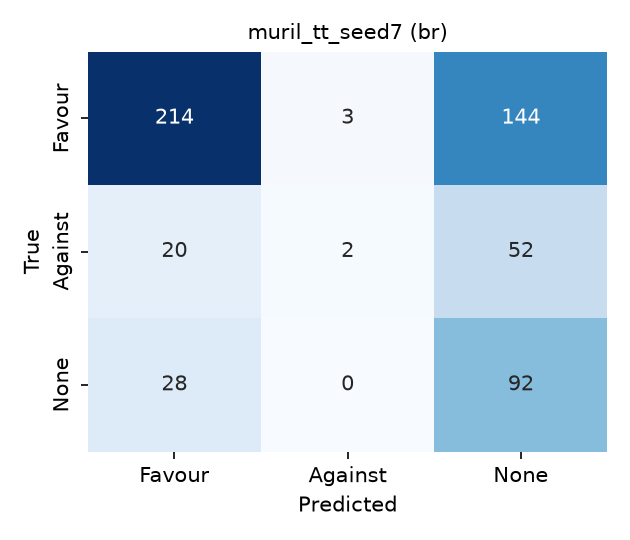 muril_tt_seed7 (br)
True
Favour
214 3 144
Against
20 2 52
None
28 0 92
Favour Against None
Predicted